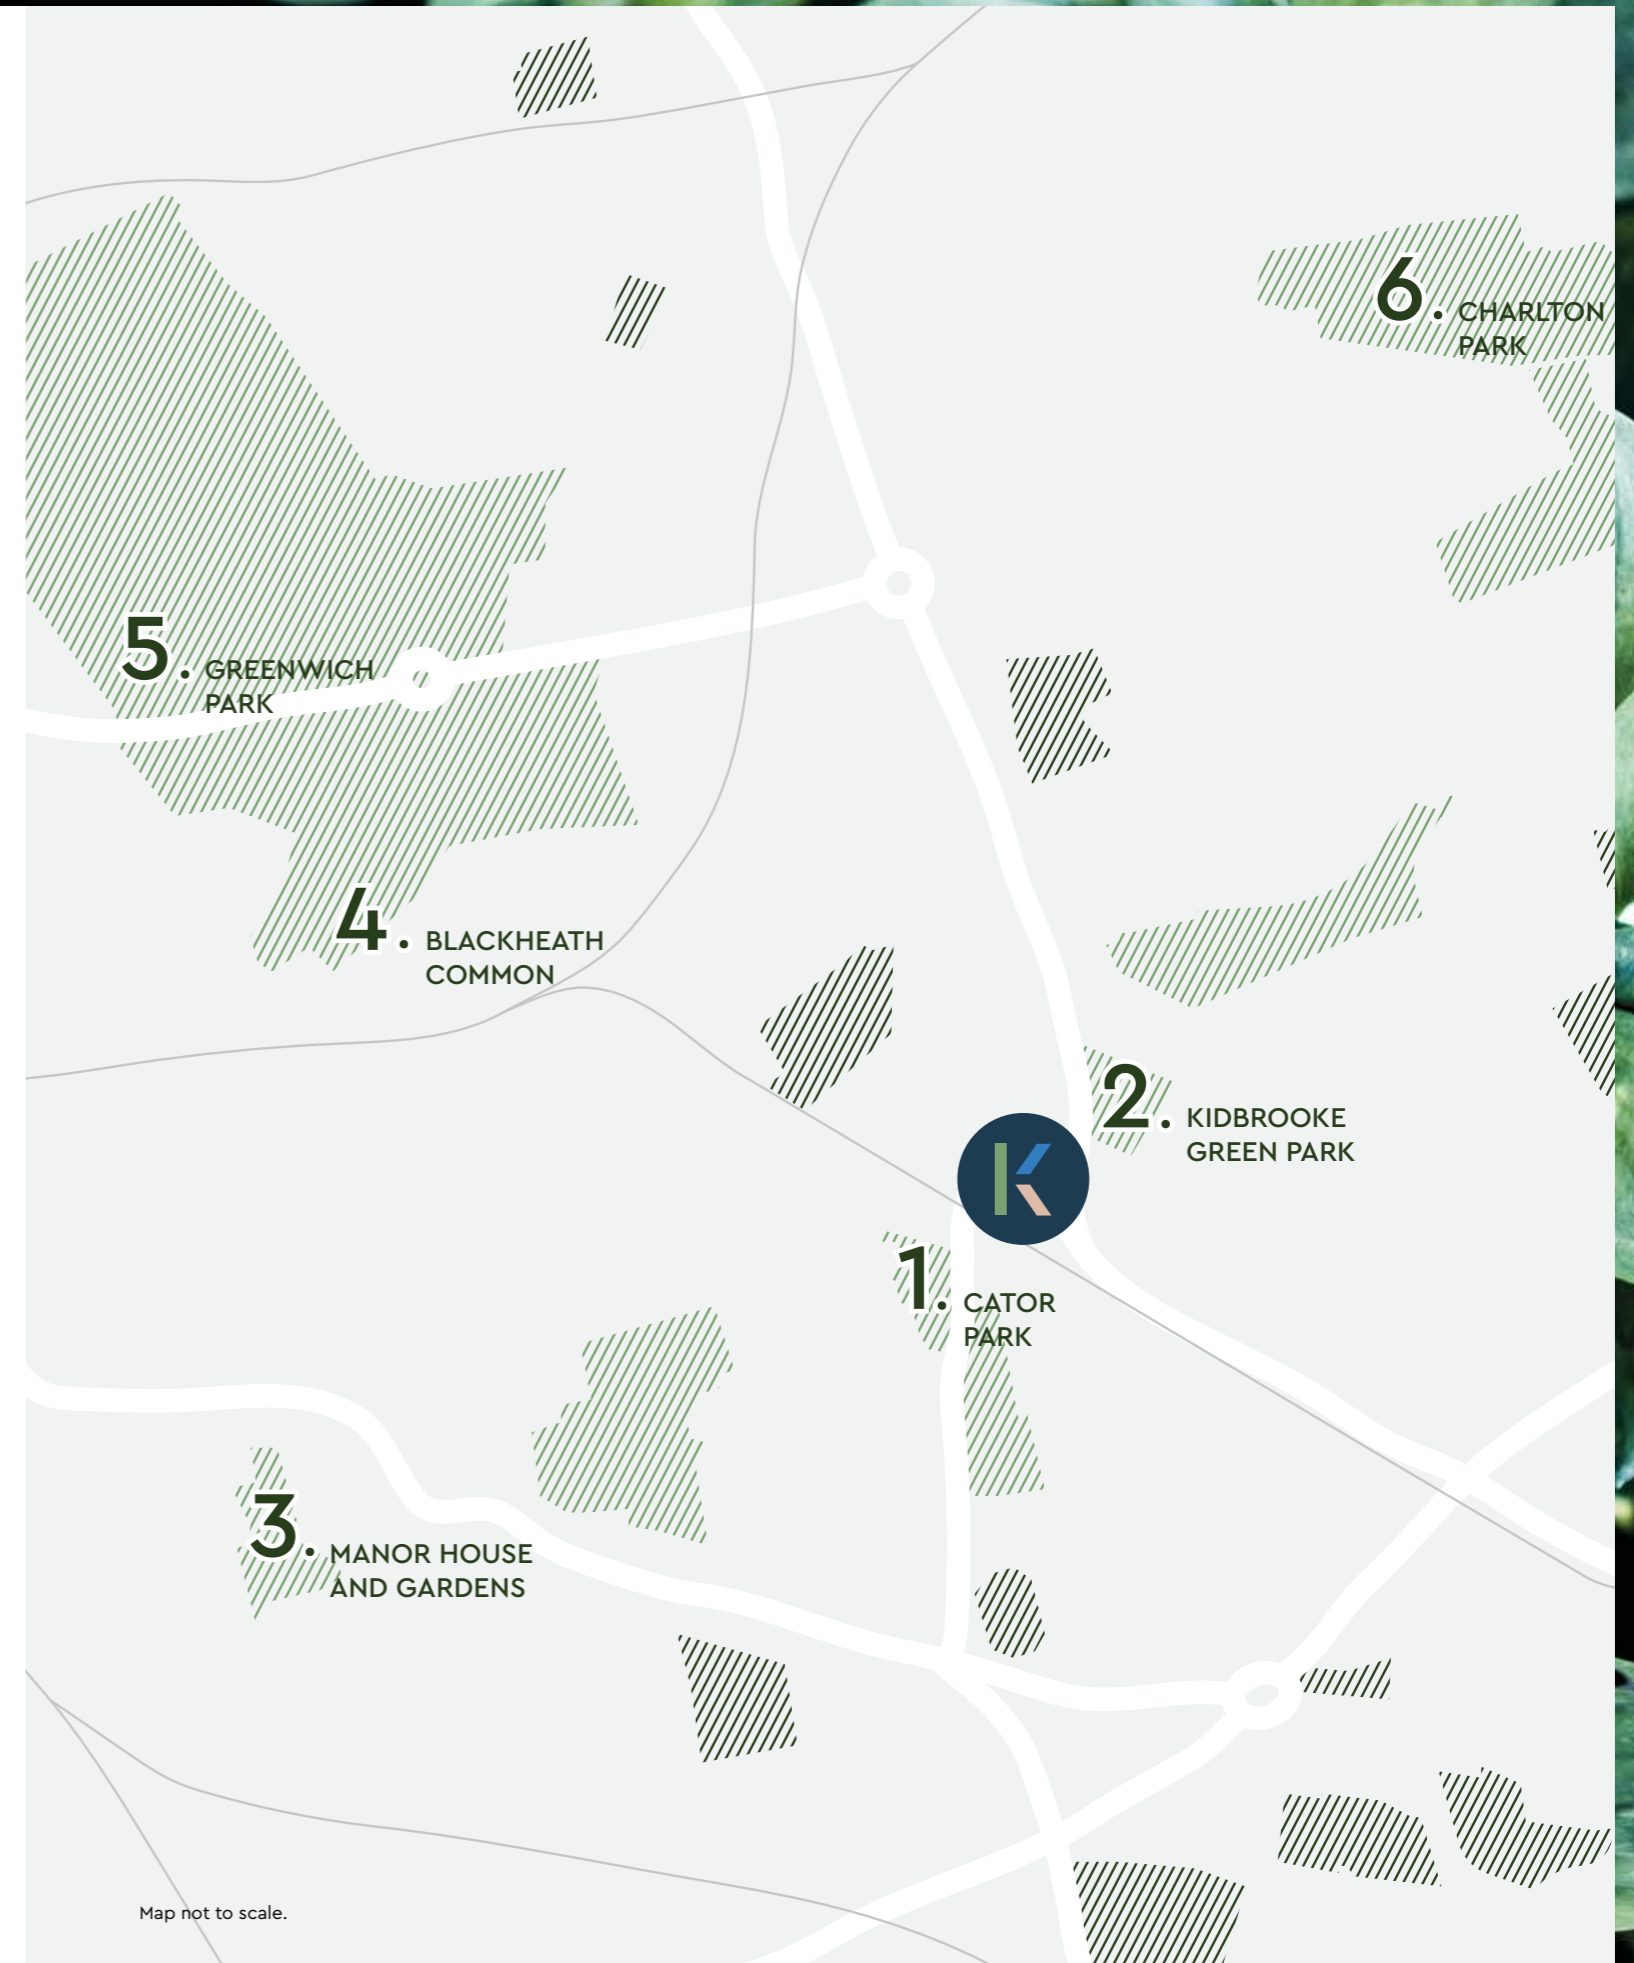 6. CHARLTON
PARK
5. GREENWICH
PARK
4. BLACKHEATH
COMMON
2. KIDBROOKE
GREEN PARK
K
1. CATOR
PARK
3. MANOR HOUSE
AND GARDENS
Map not to scale.